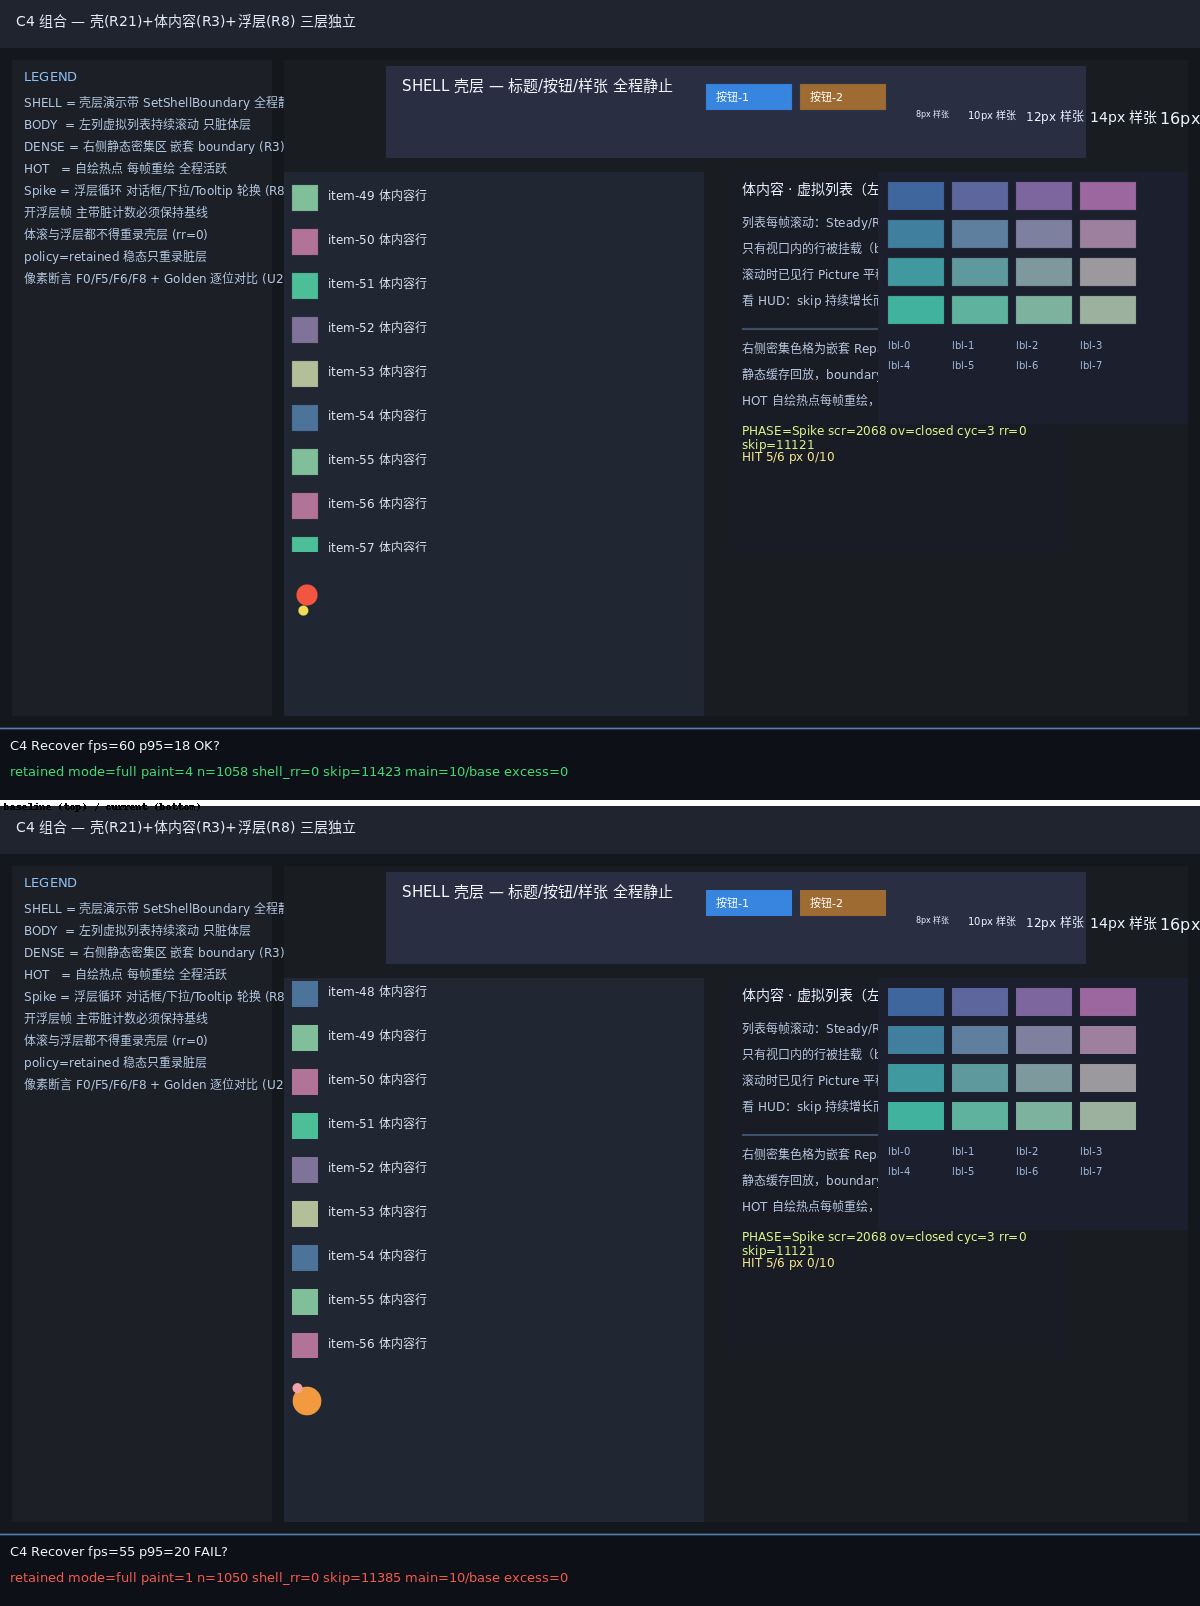 C4 组合 — 壳(R21)+体内容(R3)+浮层(R8) 三层独立
LEGEND
SHELL = 壳层演示带 SetShellBoundary 全程静
BODY = 左列虚拟列表持续滚动 只脏体层
DENSE = 右侧静态密集区 嵌套 boundary (R3)
HOT = 自绘热点 每帧重绘 全程活跃
Spike = 浮层循环 对话框/下拉/Tooltip 轮换 (R8
开浮层帧 主带脏计数必须保持基线
体滚与浮层都不得重录壳层 (rr=0)
policy=retained 稳态只重录脏层
像素断言 F0/F5/F6/F8 + Golden 逐位对比 (U2
SHELL 壳层 — 标题/按钮/样张 全程静止
按钮-1
按钮-2
8px 样张
10px 样张
12px 样张
14px 样张
16px
item-49 体内容行
item-50 体内容行
item-51 体内容行
item-52 体内容行
item-53 体内容行
item-54 体内容行
item-55 体内容行
item-56 体内容行
item-57 体内容行
体内容 · 虚拟列表（左
列表每帧滚动：Steady/R
只有视口内的行被挂载（b
滚动时已见行 Picture 平移
看 HUD：skip 持续增长而
右侧密集色格为嵌套 Rep
静态缓存回放，boundary
HOT 自绘热点每帧重绘，
lbl-0 lbl-1 lbl-2 lbl-3
lbl-4 lbl-5 lbl-6 lbl-7
PHASE=Spike scr=2068 ov=closed cyc=3 rr=0
skip=11121
HIT 5/6 px 0/10
C4 Recover fps=60 p95=18 OK?
retained mode=full paint=4 n=1058 shell_rr=0 skip=11423 main=10/base excess=0
baseline (top) / current (bottom)
C4 组合 — 壳(R21)+体内容(R3)+浮层(R8) 三层独立
LEGEND
SHELL = 壳层演示带 SetShellBoundary 全程静
BODY = 左列虚拟列表持续滚动 只脏体层
DENSE = 右侧静态密集区 嵌套 boundary (R3)
HOT = 自绘热点 每帧重绘 全程活跃
Spike = 浮层循环 对话框/下拉/Tooltip 轮换 (R8
开浮层帧 主带脏计数必须保持基线
体滚与浮层都不得重录壳层 (rr=0)
policy=retained 稳态只重录脏层
像素断言 F0/F5/F6/F8 + Golden 逐位对比 (U2
SHELL 壳层 — 标题/按钮/样张 全程静止
按钮-1
按钮-2
8px 样张
10px 样张
12px 样张
14px 样张
16px
item-48 体内容行
item-49 体内容行
item-50 体内容行
item-51 体内容行
item-52 体内容行
item-53 体内容行
item-54 体内容行
item-55 体内容行
item-56 体内容行
体内容 · 虚拟列表（左
列表每帧滚动：Steady/R
只有视口内的行被挂载（b
滚动时已见行 Picture 平移
看 HUD：skip 持续增长而
右侧密集色格为嵌套 Rep
静态缓存回放，boundary
HOT 自绘热点每帧重绘，
lbl-0 lbl-1 lbl-2 lbl-3
lbl-4 lbl-5 lbl-6 lbl-7
PHASE=Spike scr=2068 ov=closed cyc=3 rr=0
skip=11121
HIT 5/6 px 0/10
C4 Recover fps=55 p95=20 FAIL?
retained mode=full paint=1 n=1050 shell_rr=0 skip=11385 main=10/base excess=0